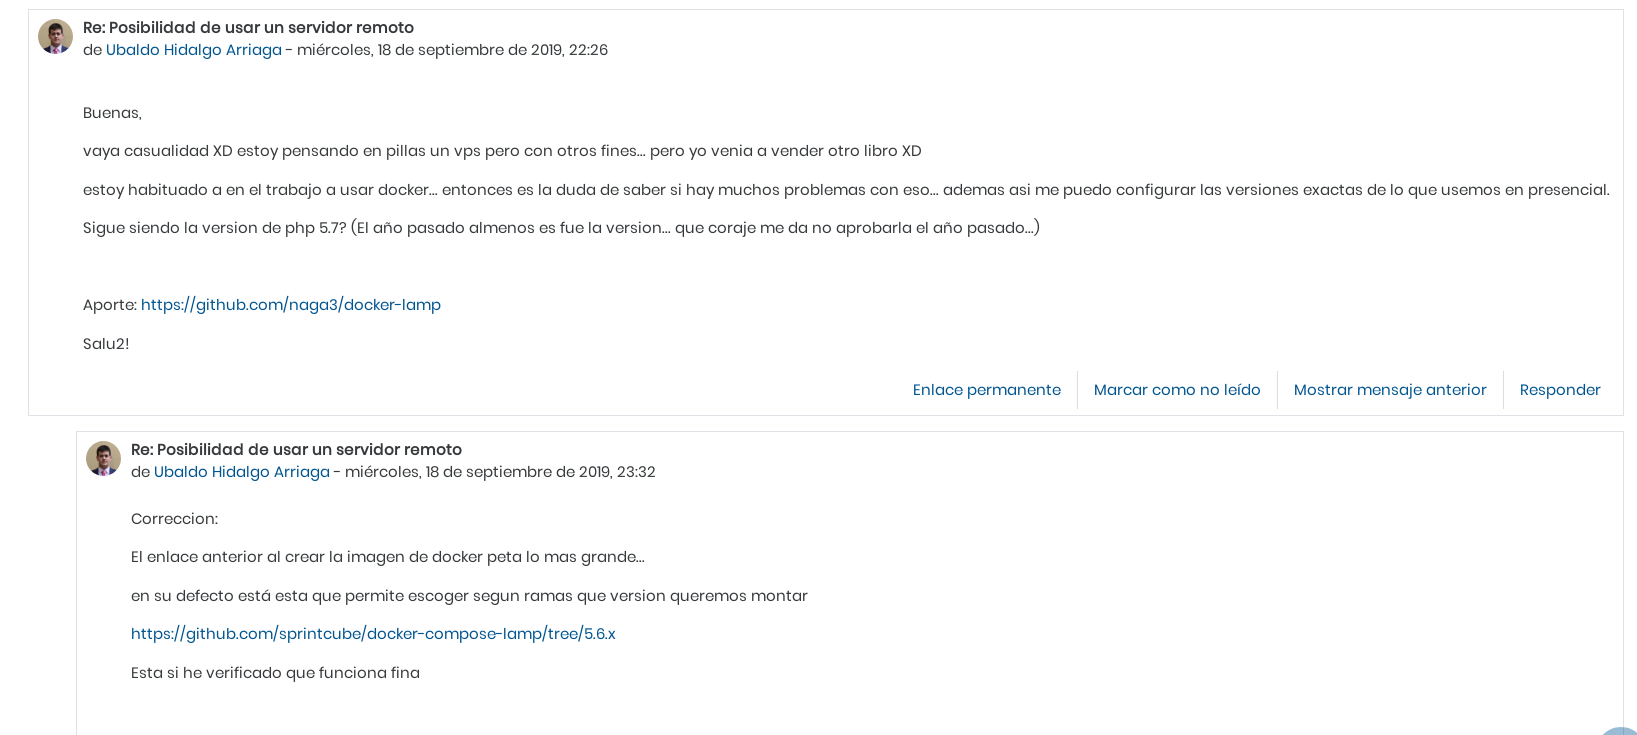 Re: Posibilidad de usar un servidor remoto
de Ubaldo Hidalgo Arriaga - miércoles, 18 de septiembre de 2019, 22:26
Buenas,
vaya casualidad XD estoy pensando en pillas un vps pero con otros fines... pero yo venia a vender otro libro XD
estoy habituado a en el trabajo a usar docker... entonces es la duda de saber si hay muchos problemas con eso... ademas asi me puedo configurar las versiones exactas de lo que usemos en presencial.
Sigue siendo la version de php 5.7? (El año pasado almenos es fue la version... que coraje me da no aprobarla el año pasado...)
Aporte: https://github.com/naga3/docker-lamp
Salu2!
Enlace permanente Marcar como no leído Mostrar mensaje anterior Responder
Re: Posibilidad de usar un servidor remoto
de Ubaldo Hidalgo Arriaga - miércoles, 18 de septiembre de 2019, 23:32
Correccion:
El enlace anterior al crear la imagen de docker peta lo mas grande...
en su defecto está esta que permite escoger segun ramas que version queremos montar
https://github.com/sprintcube/docker-compose-lamp/tree/5.6.x
Esta si he verificado que funciona fina